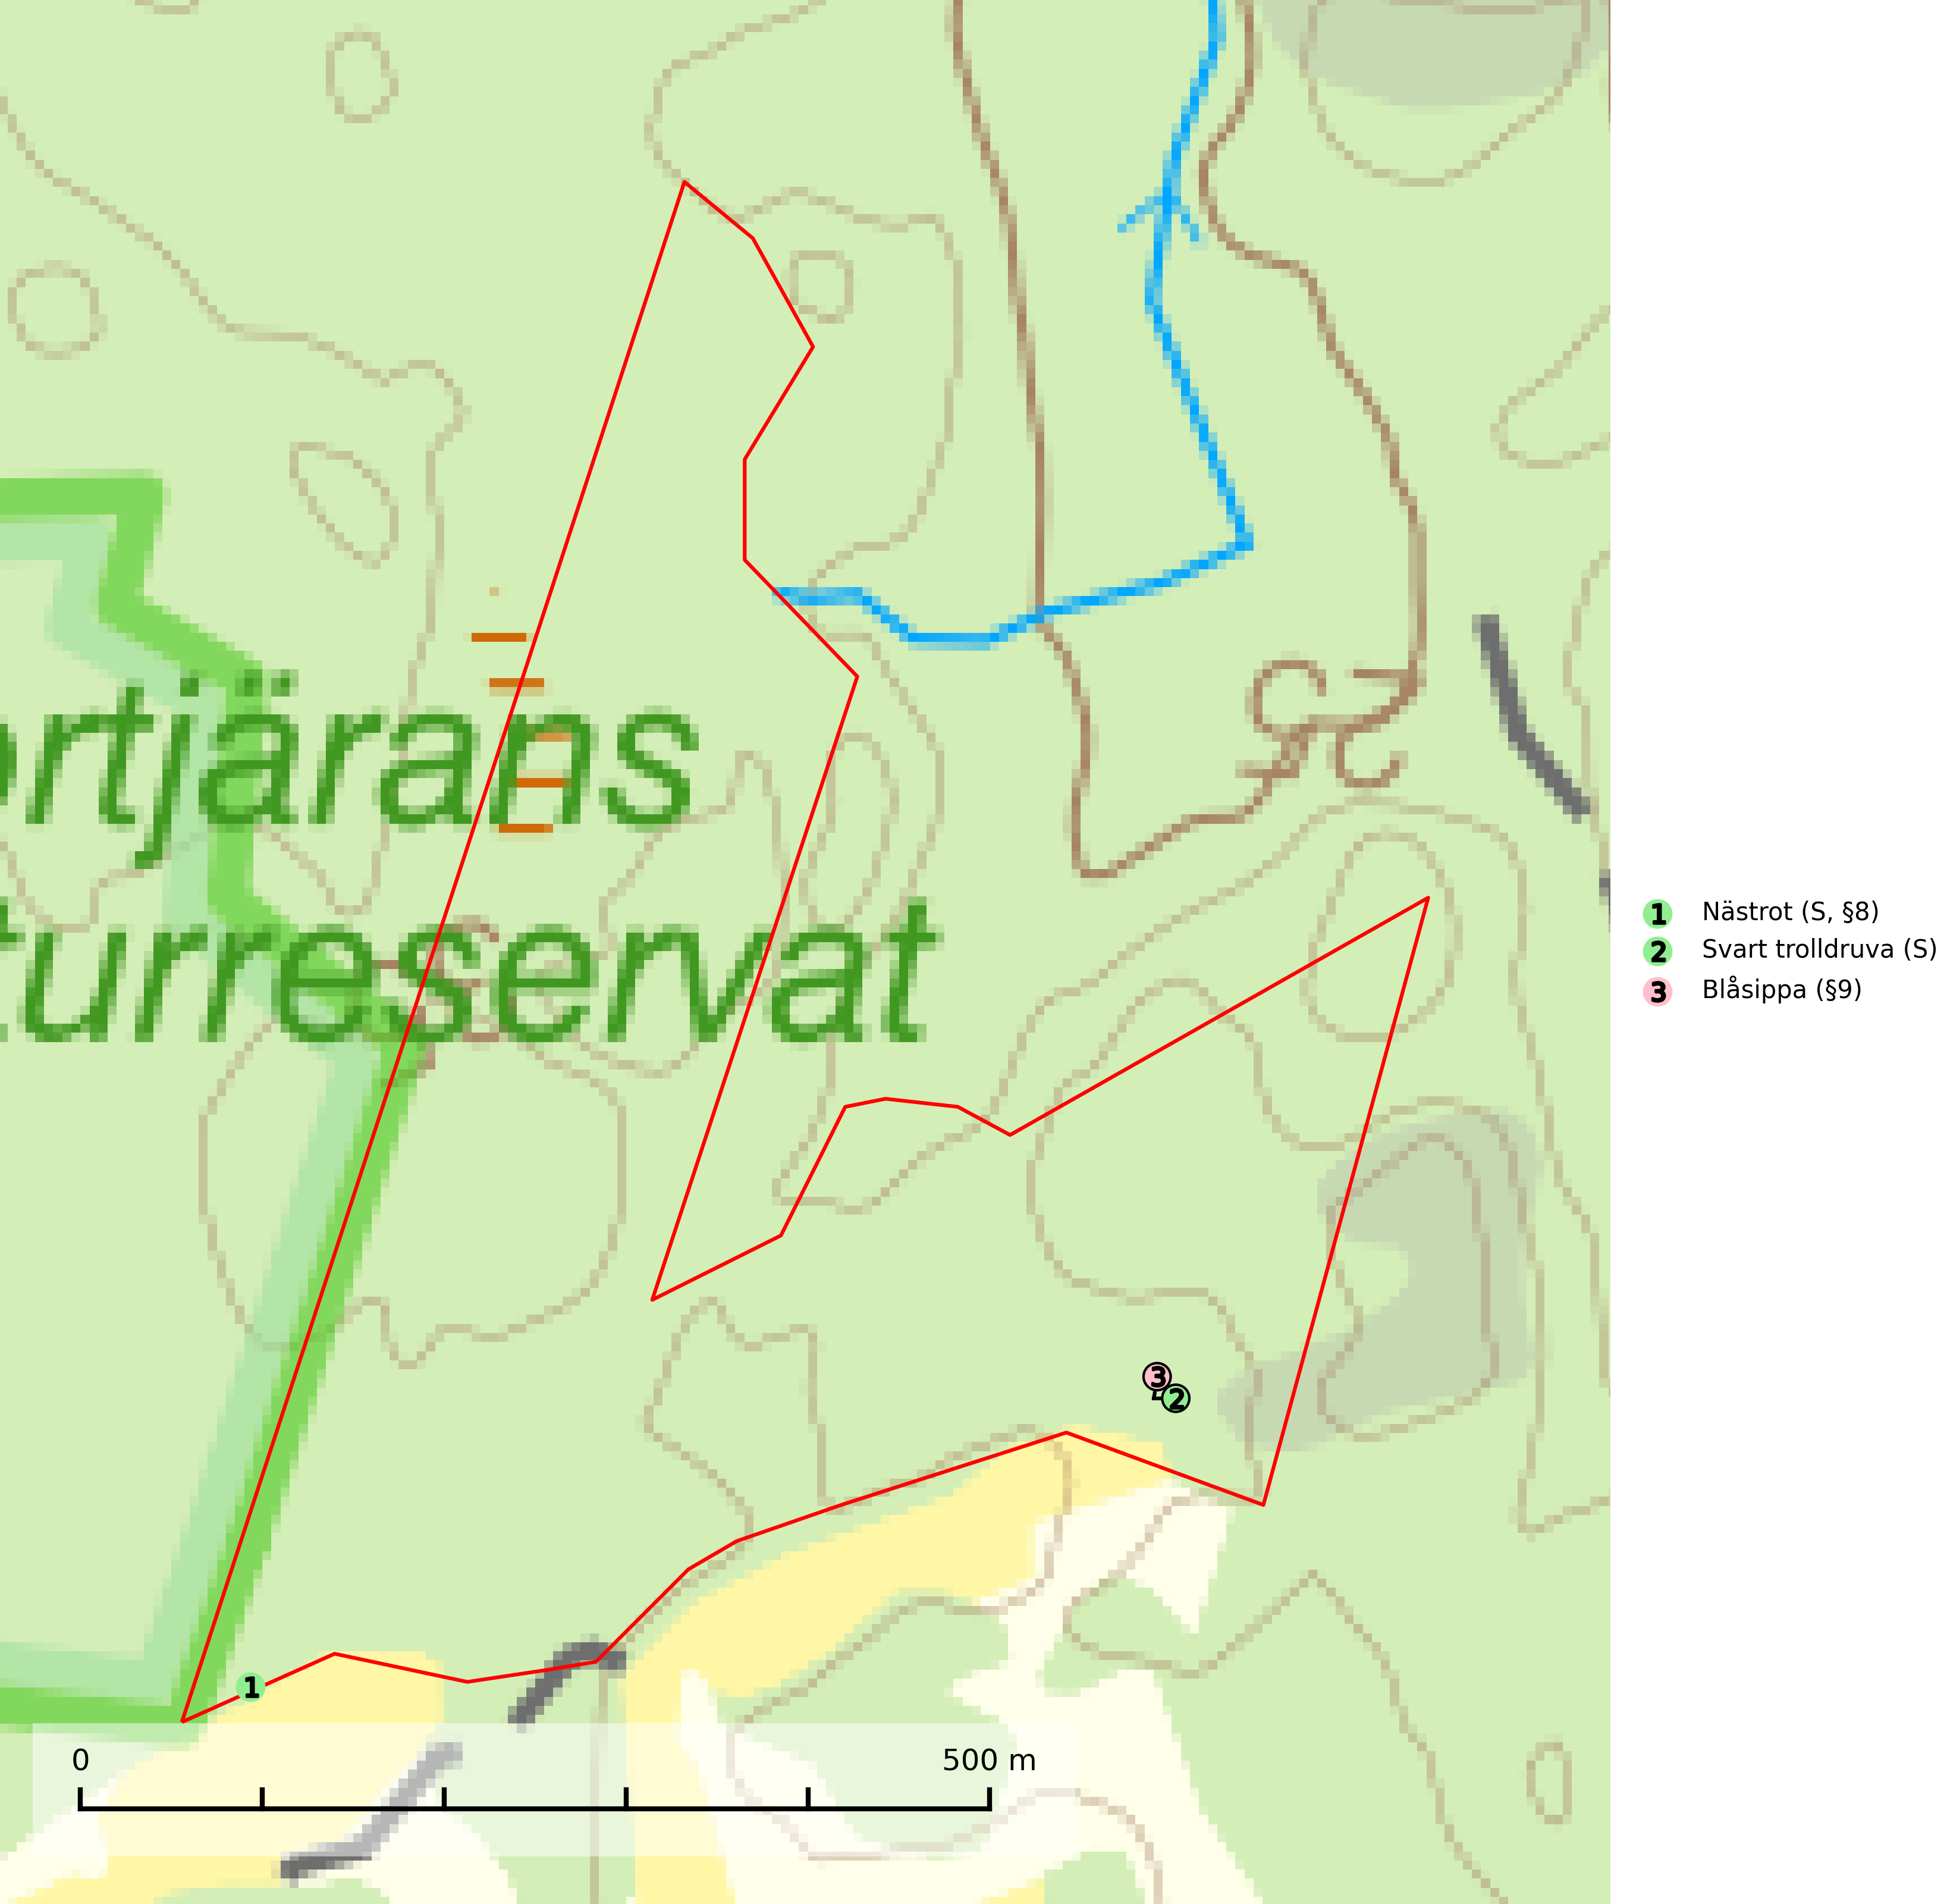 rtjärans
turreservat
1 Nästrot (S, §8)
2 Svart trolldruva (S)
3 Blåsippa (§9)
3
2
1
0 500 m